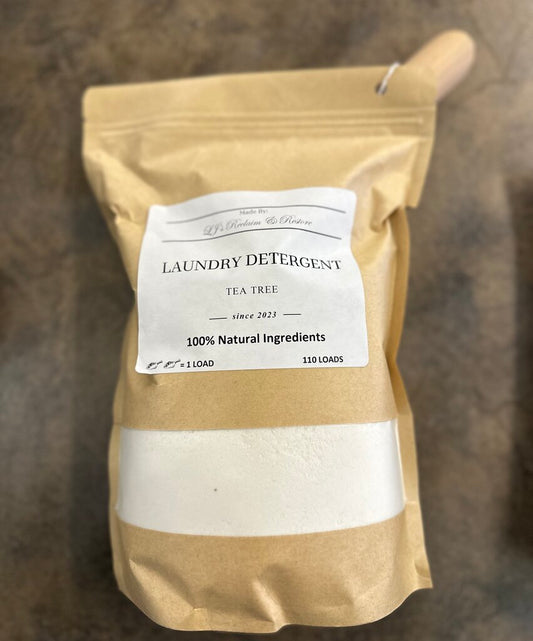 Made By:
LJ's Reclaim & Restore
LAUNDRY DETERGENT
TEA TREE
since 2023
100% Natural Ingredients
= 1 LOAD
110 LOADS